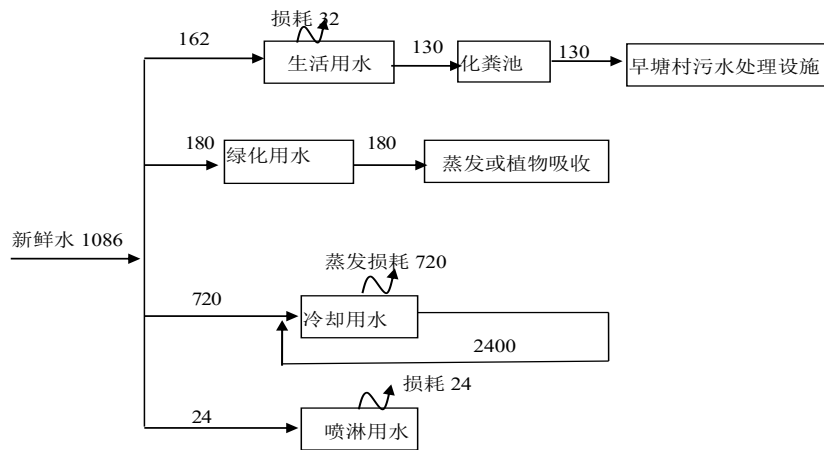 损耗 32
162
生活用水
130
化粪池
130
早塘村污水处理设施
180
绿化用水
180
蒸发或植物吸收
新鲜水 1086
蒸发损耗 720
720
冷却用水
2400
损耗 24
24
喷淋用水